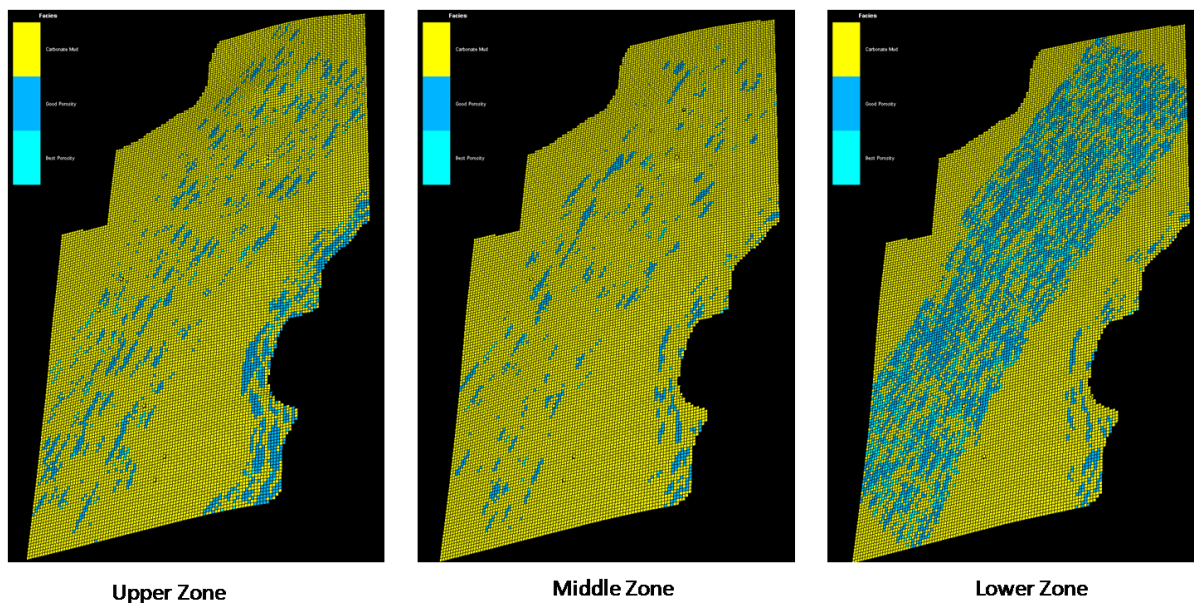 Facies
Carbonate Mud
Good Porosity
Best Porosity
Facies
Carbonate Mud
Good Porosity
Best Porosity
Facies
Carbonate Mud
Good Porosity
Best Porosity
Upper Zone
Middle Zone
Lower Zone